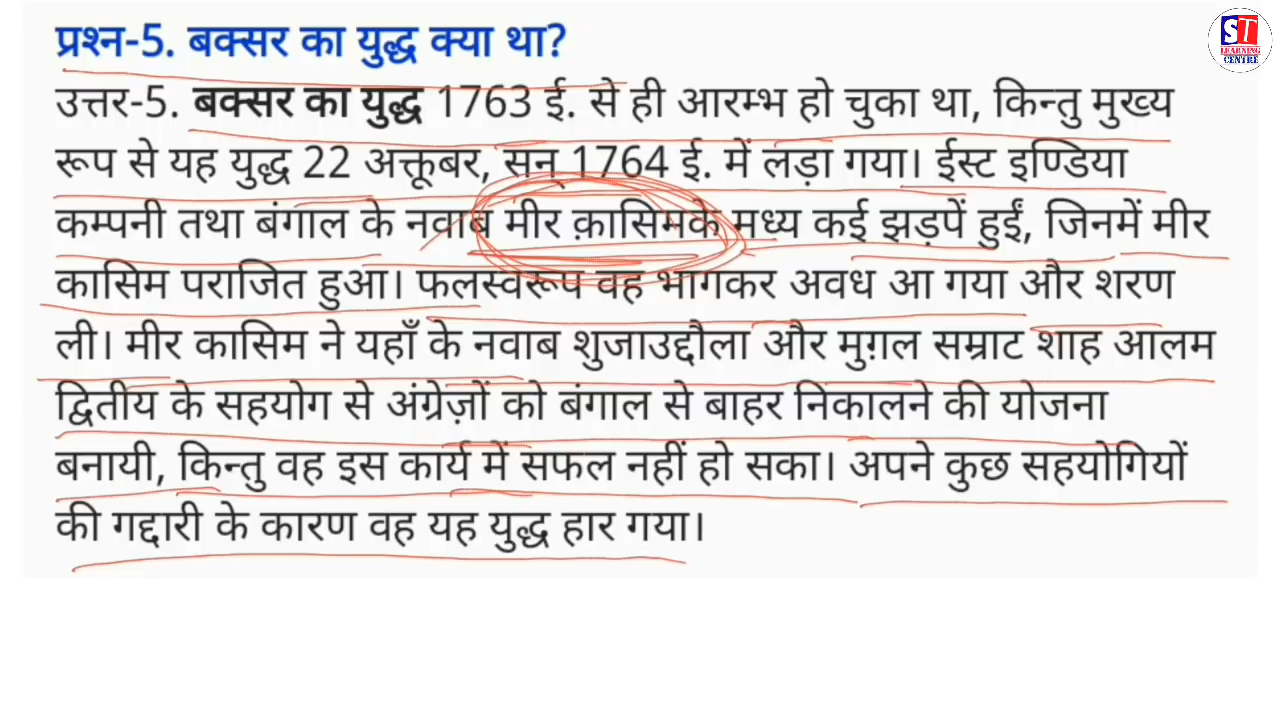 प्रश्न-5. बक्सर का युद्ध क्या था?
ST
LEARNING
CENTRE
उत्तर-5. बक्सर का युद्ध 1763 ई. से ही आरम्भ हो चुका था, किन्तु मुख्य
रूप से यह युद्ध 22 अक्तूबर, सन् 1764 ई. में लड़ा गया। ईस्ट इण्डिया
कम्पनी तथा बंगाल के नवाब मीर क़ासिमके मध्य कई झड़पें हुईं, जिनमें मीर
कासिम पराजित हुआ। फलस्वरूप वह भागकर अवध आ गया और शरण
ली। मीर कासिम ने यहाँ के नवाब शुजाउद्दौला और मुग़ल सम्राट शाह आलम
द्वितीय के सहयोग से अंग्रेज़ों को बंगाल से बाहर निकालने की योजना
बनायी, किन्तु वह इस कार्य में सफल नहीं हो सका। अपने कुछ सहयोगियों
की गद्दारी के कारण वह यह युद्ध हार गया।